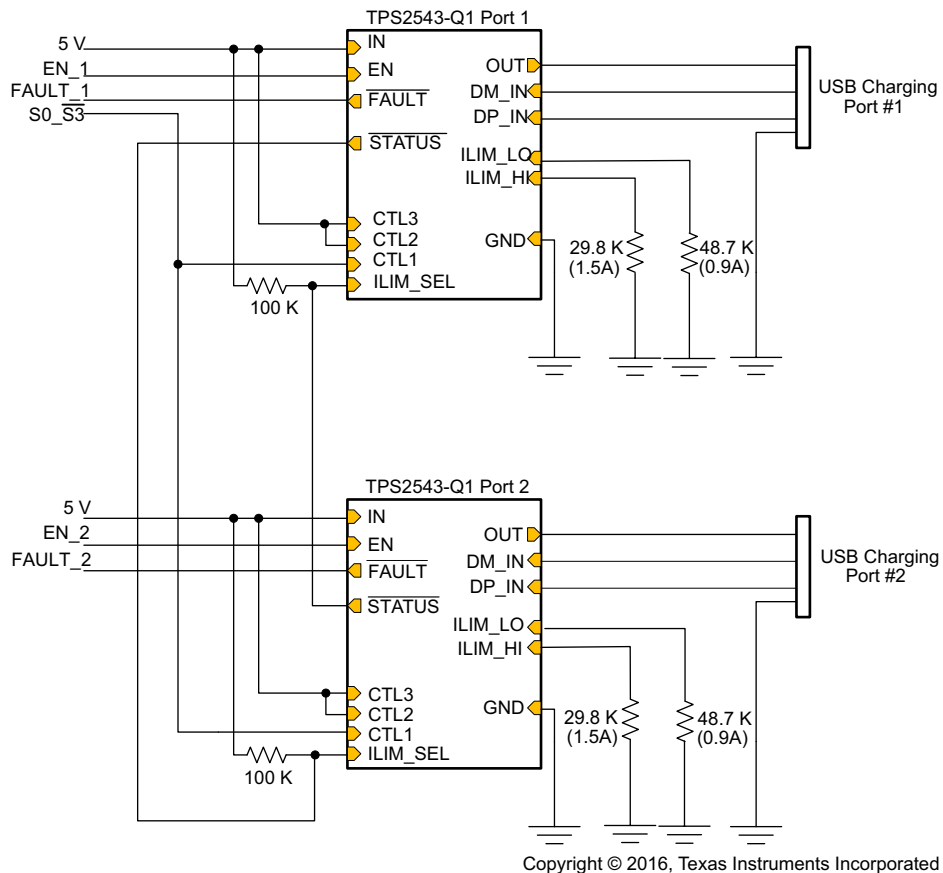 TPS2543-Q1 Port 1
5 V
EN_1
FAULT_1
S0_S3
IN
EN
FAULT
STATUS
CTL3
CTL2
CTL1
ILIM_SEL
100 K
OUT
DM_IN
DP_IN
ILIM_LO
ILIM_HI
GND
29.8 K
(1.5A)
48.7 K
(0.9A)
USB Charging
Port #1
TPS2543-Q1 Port 2
5 V
EN_2
FAULT_2
IN
EN
FAULT
STATUS
CTL3
CTL2
CTL1
ILIM_SEL
100 K
OUT
DM_IN
DP_IN
ILIM_LO
ILIM_HI
GND
29.8 K
(1.5A)
48.7 K
(0.9A)
USB Charging
Port #2
Copyright © 2016, Texas Instruments Incorporated